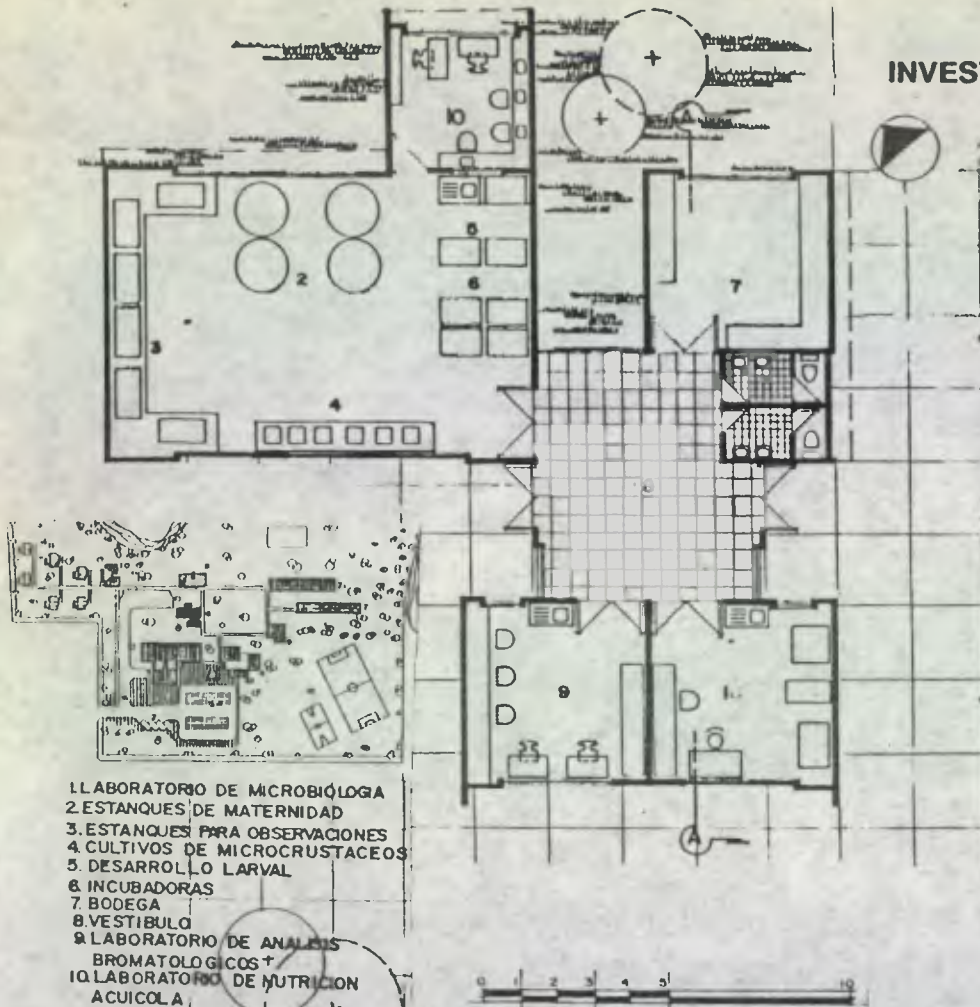 INVES
10
A
5
2
7
6
3
4
9
1. LABORATORIO DE MICROBIOLOGIA
2. ESTANQUES DE MATERNIDAD
3. ESTANQUES PARA OBSERVACIONES
4. CULTIVOS DE MICROCRUSTACEOS
5. DESARROLLO LARVAL
6. INCUBADORAS
7. BODEGA
8. VESTIBULO
9. LABORATORIO DE ANALISIS
BROMATOLOGICOS
10. LABORATORIO DE NUTRICION
ACUICOLA
A
0 1 2 3 4 5 10